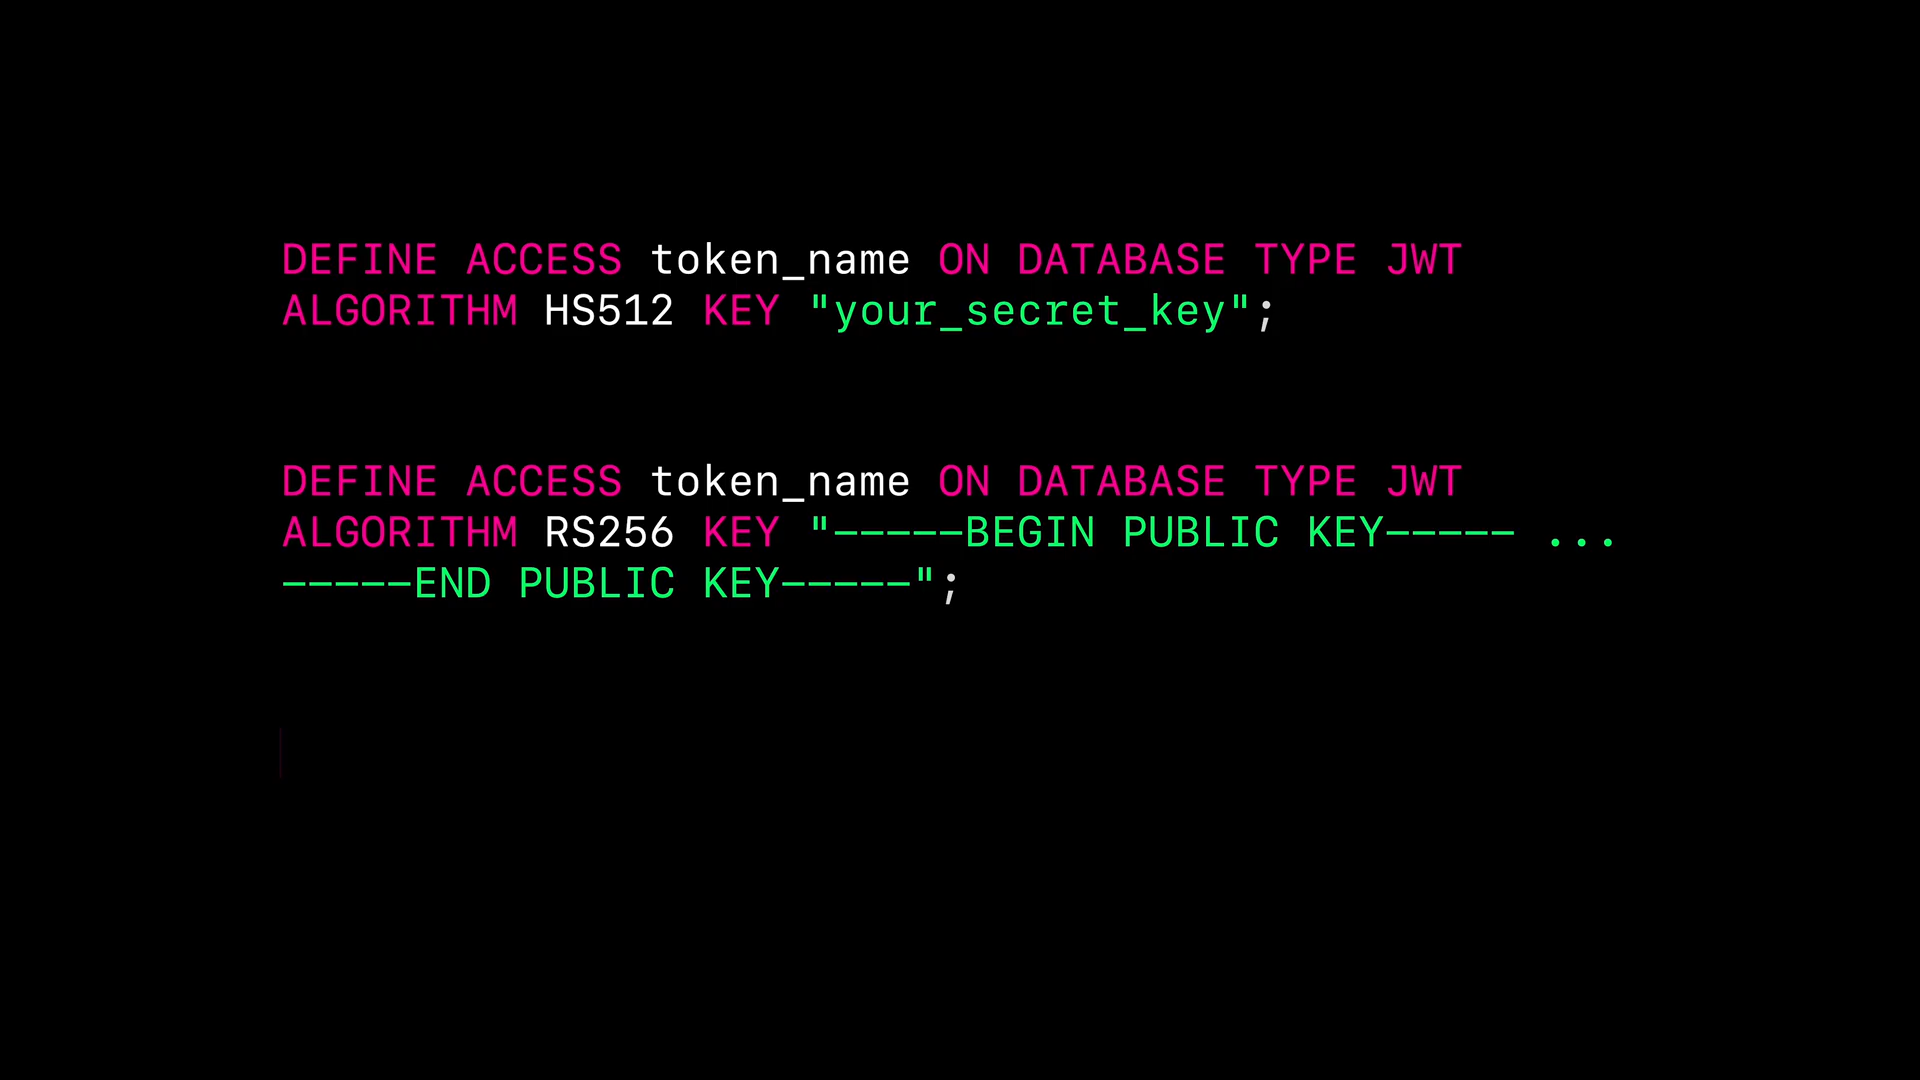 DEFINE ACCESS token_name ON DATABASE TYPE JWT
ALGORITHM HS512 KEY "your_secret_key";
DEFINE ACCESS token_name ON DATABASE TYPE JWT
ALGORITHM RS256 KEY "-----BEGIN PUBLIC KEY----- ...
-----END PUBLIC KEY-----";